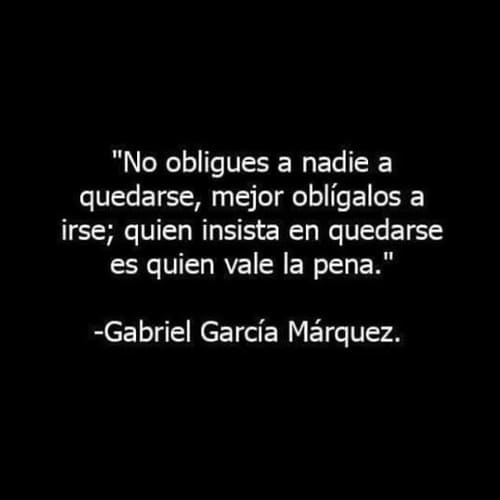 "No obligues a nadie a
quedarse, mejor oblígalos a
irse; quien insista en quedarse
es quien vale la pena."
-Gabriel García Márquez.